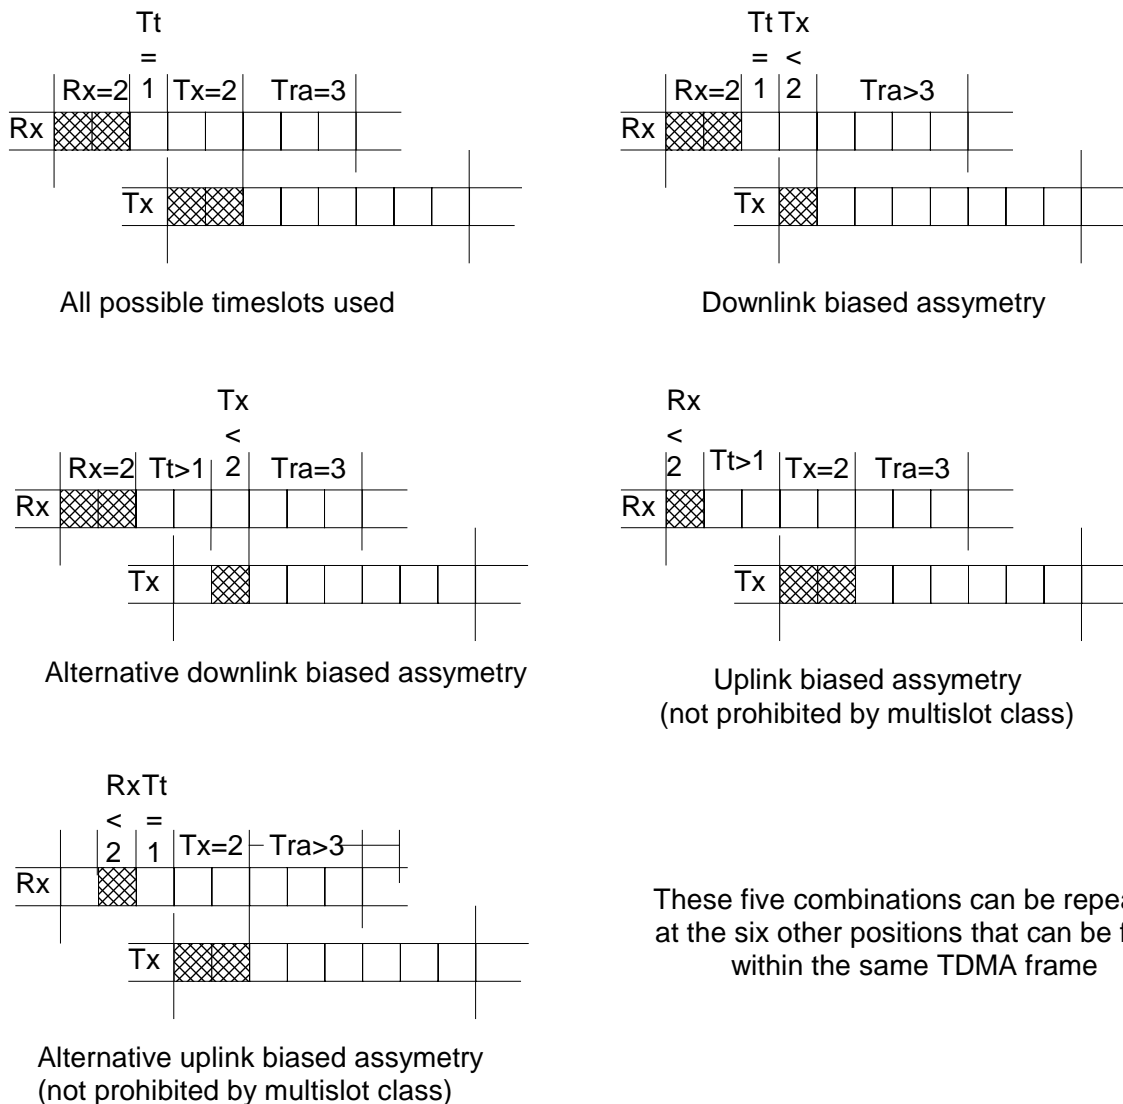 Tt
=
Rx=2 1 Tx=2 Tra=3
Rx
Tx
All possible timeslots used
Tt Tx
= <
Rx=2 1 2 Tra>3
Rx
Tx
Downlink biased assymetry
Tx
<
Rx=2 Tt>1 2 Tra=3
Rx
Tx
Alternative downlink biased assymetry
Rx
<
2 Tt>1 Tx=2 Tra=3
Rx
Tx
Uplink biased assymetry
(not prohibited by multislot class)
RxTt
< =
2 1 Tx=2 Tra>3
Rx
Tx
Alternative uplink biased assymetry
(not prohibited by multislot class)
These five combinations can be
at the six other positions that can be
within the same TDMA frame